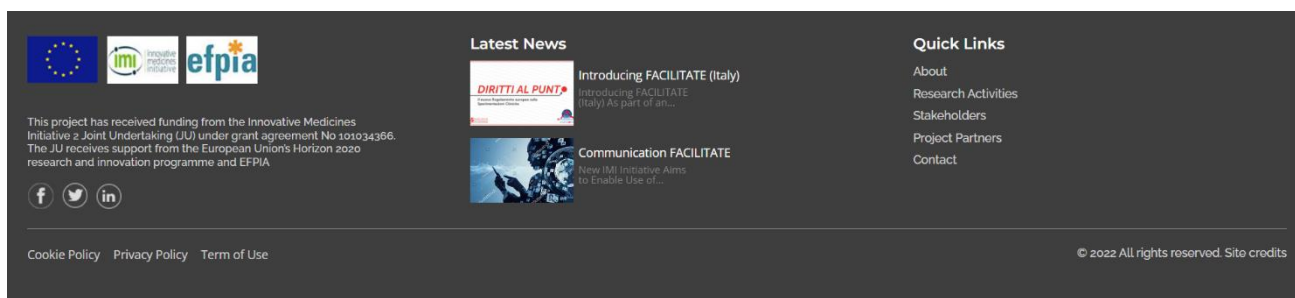 imi innovative
medicines
initiative
efpia
This project has received funding from the Innovative Medicines
Initiative 2 Joint Undertaking (JU) under grant agreement No 101034366.
The JU receives support from the European Union's Horizon 2020
research and innovation programme and EFPIA
Cookie Policy Privacy Policy Term of Use
Latest News
DIRITTI AL PUNT
Introducing FACILITATE (Italy)
Introducing FACILITATE
(Italy) As part of an...
Communication FACILITATE
New IMI Initiative Aims
to Enable Use of...
Quick Links
About
Research Activities
Stakeholders
Project Partners
Contact
© 2022 All rights reserved. Site credits